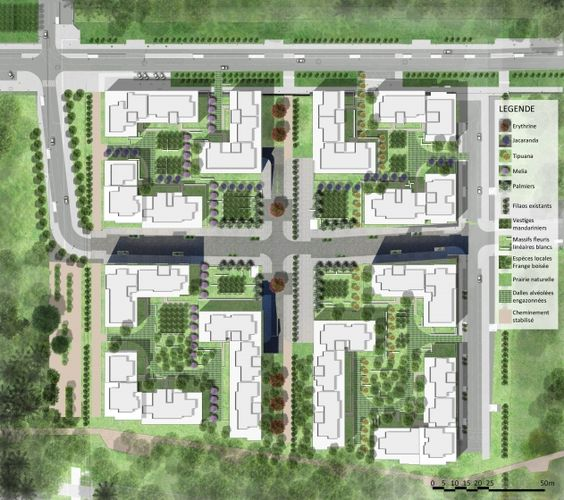 LEGENDE
Erythrine
Jacaranda
Tipuana
Melia
Palmiers
Filaos existants
Vestiges
mandariniers
Massifs fleuris
linéaires blancs
Espèces locales
Frange boisée
Prairie naturelle
Dalles alvéolées
engazonnées
Cheminement
stabilisé
0 5 10 15 20 25 50m